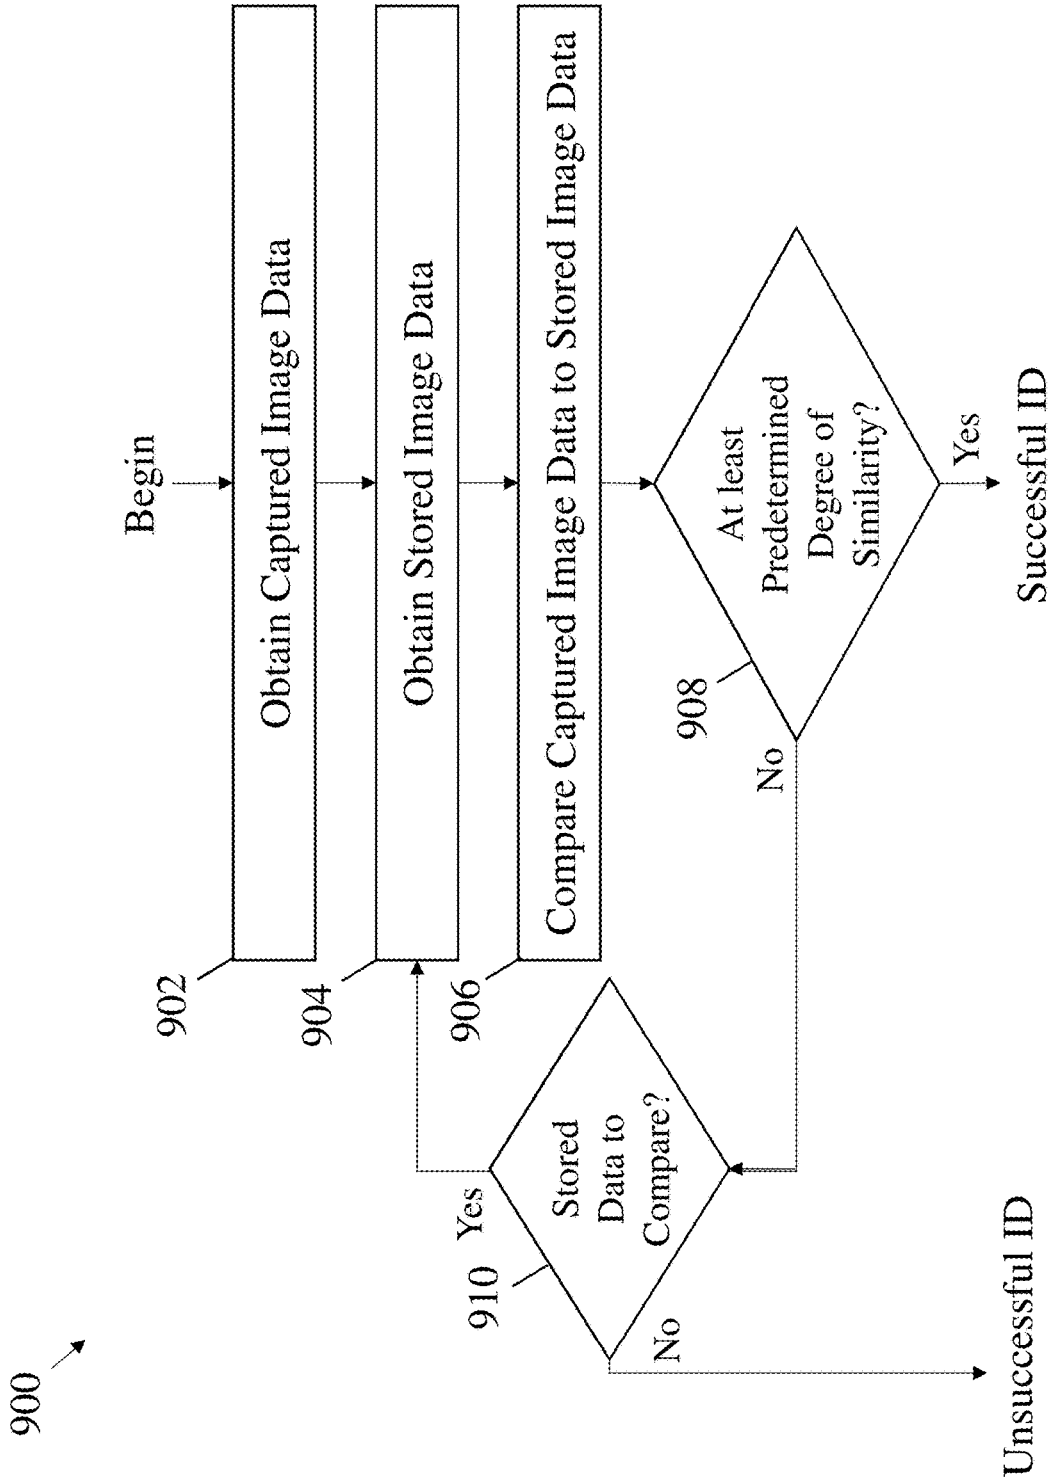 900
Begin
902
Obtain Captured Image Data
904
Obtain Stored Image Data
906
Compare Captured Image Data to Stored Image Data
908
At least
Predetermined
Degree of
Similarity?
No
Yes
Successful ID
910
Yes
Stored
Data to
Compare?
No
Unsuccessful ID